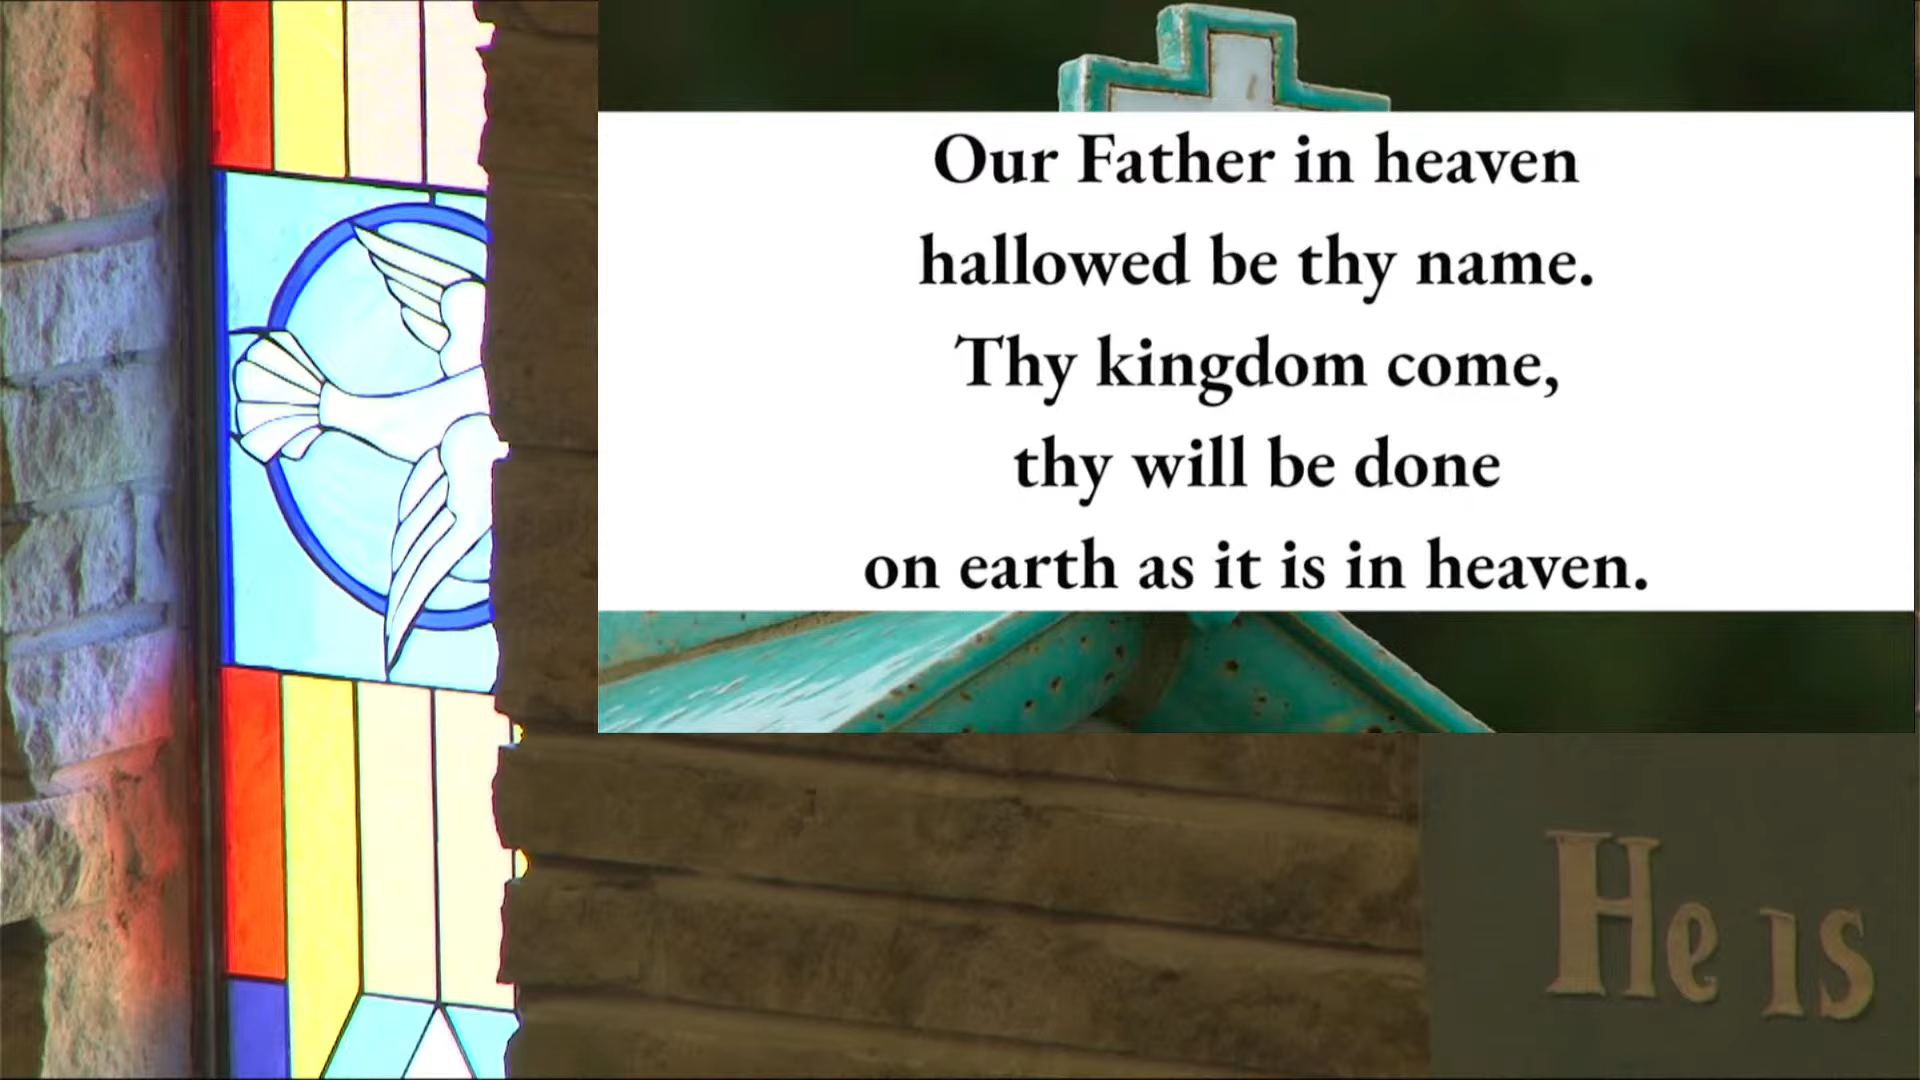 Our Father in heaven
hallowed be thy name.
Thy kingdom come,
thy will be done
on earth as it is in heaven.
He is